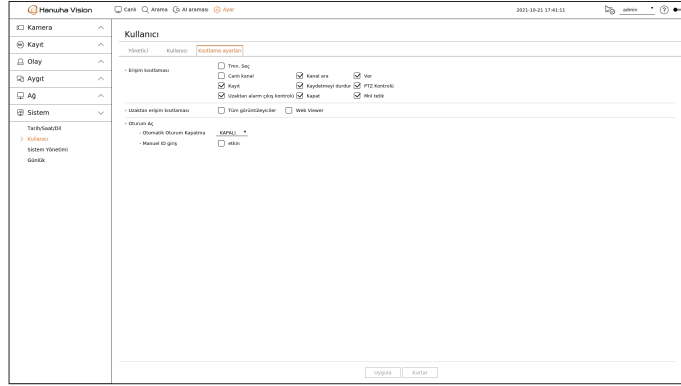 Hanwha Vision Canlı Arama AI araması Ayar 2021-10-21 17:41:11 admin
Kamera
Kayıt
Olay
Aygıt
Ağ
Sistem
Tarih/Saat/Dil
Kullanıcı
Sistem Yönetimi
Günlük
Kullanıcı
Yönetici Kullanıcı Kısıtlama ayarları
Erişim kısıtlaması Tmn. Seç
Canlı kanal Kanal ara Ver
Kayıt Kaydetmeyi durdur PTZ Kontrolü
Uzaktan alarm çıkış kontrolü Kapat Mnl tetik
Uzaktan erişim kısıtlaması Tüm görüntüleyiciler Web Viewer
Oturum Aç
- Otomatik Oturum Kapatma KAPALI
- Manuel ID giriş etkin
Uygula Kurtar